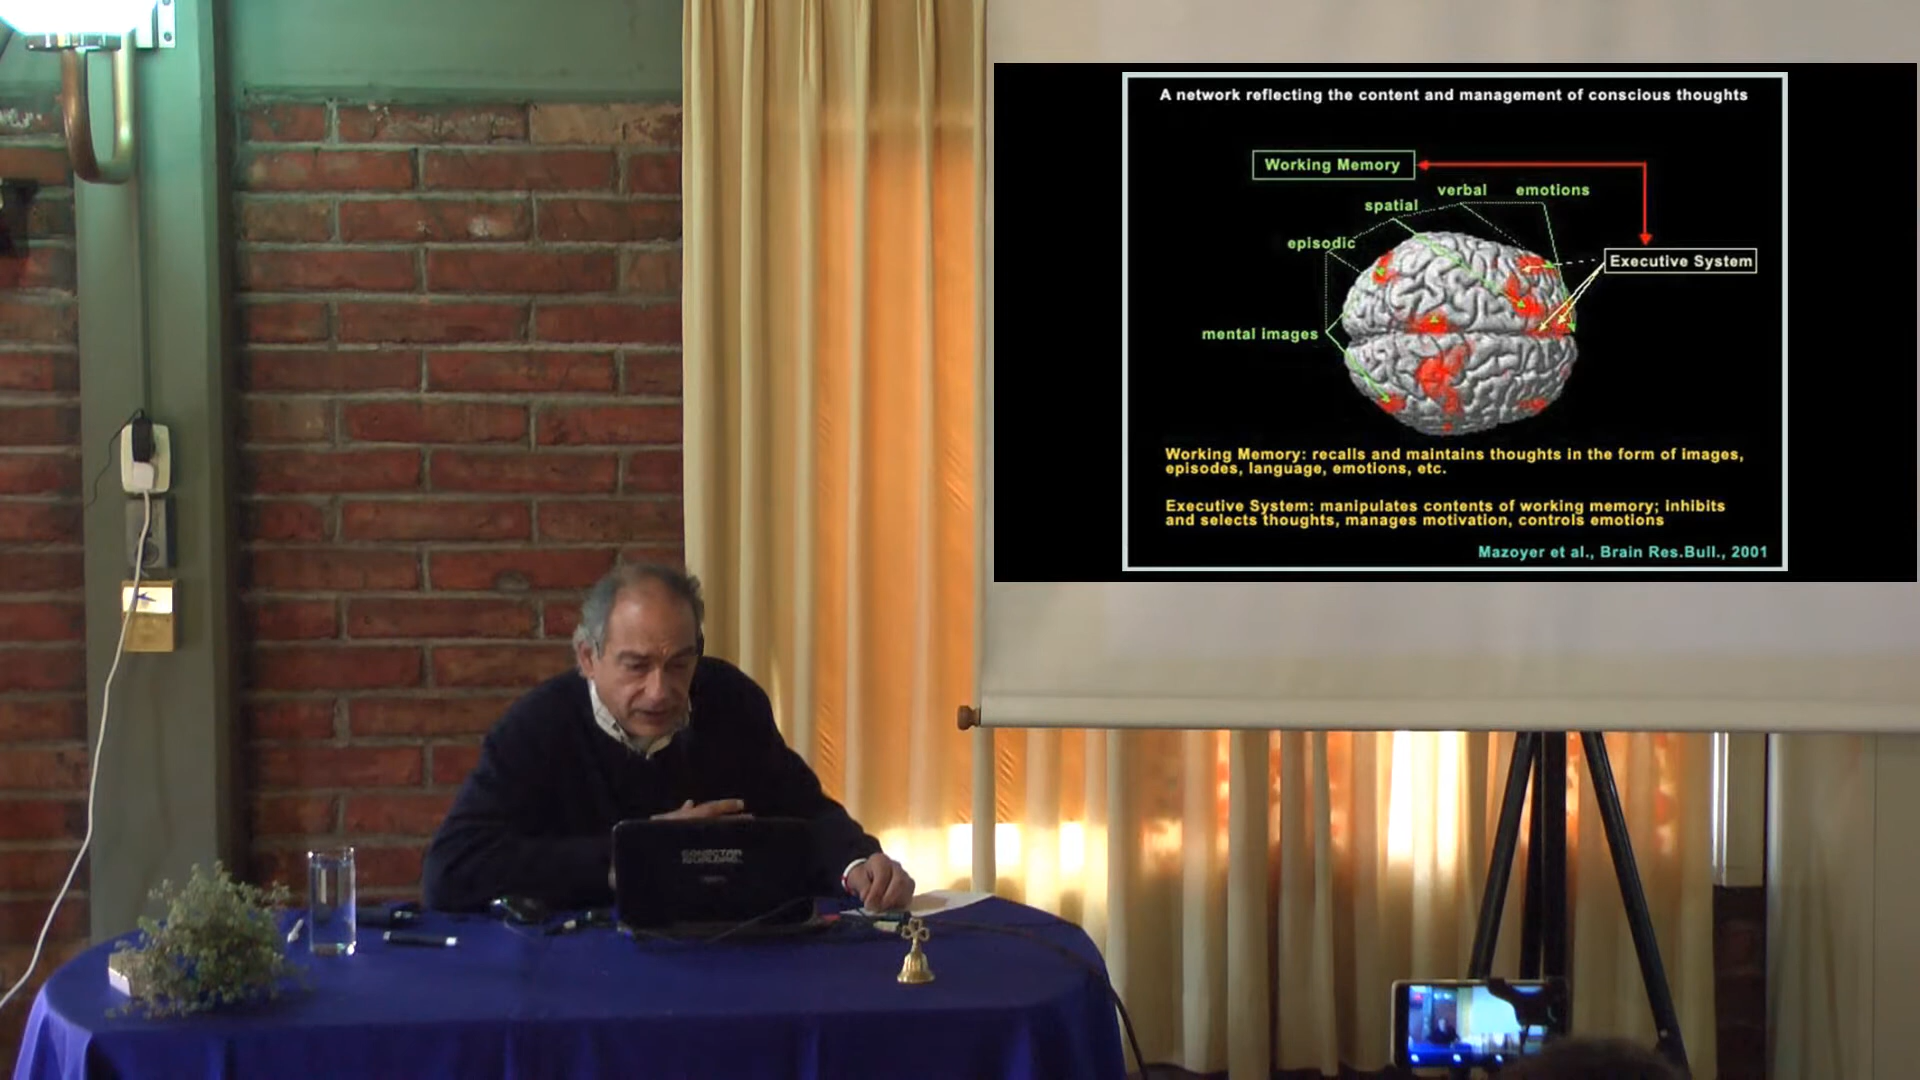 A network reflecting the content and management of conscious thoughts
Working Memory
verbal
emotions
spatial
episodic
Executive System
mental images
Working Memory: recalls and maintains thoughts in the form of images,
episodes, language, emotions, etc.
Executive System: manipulates contents of working memory; inhibits
and selects thoughts, manages motivation, controls emotions
Mazoyer et al., Brain Res.Bull., 2001
CONECTAR
IGUALDAD